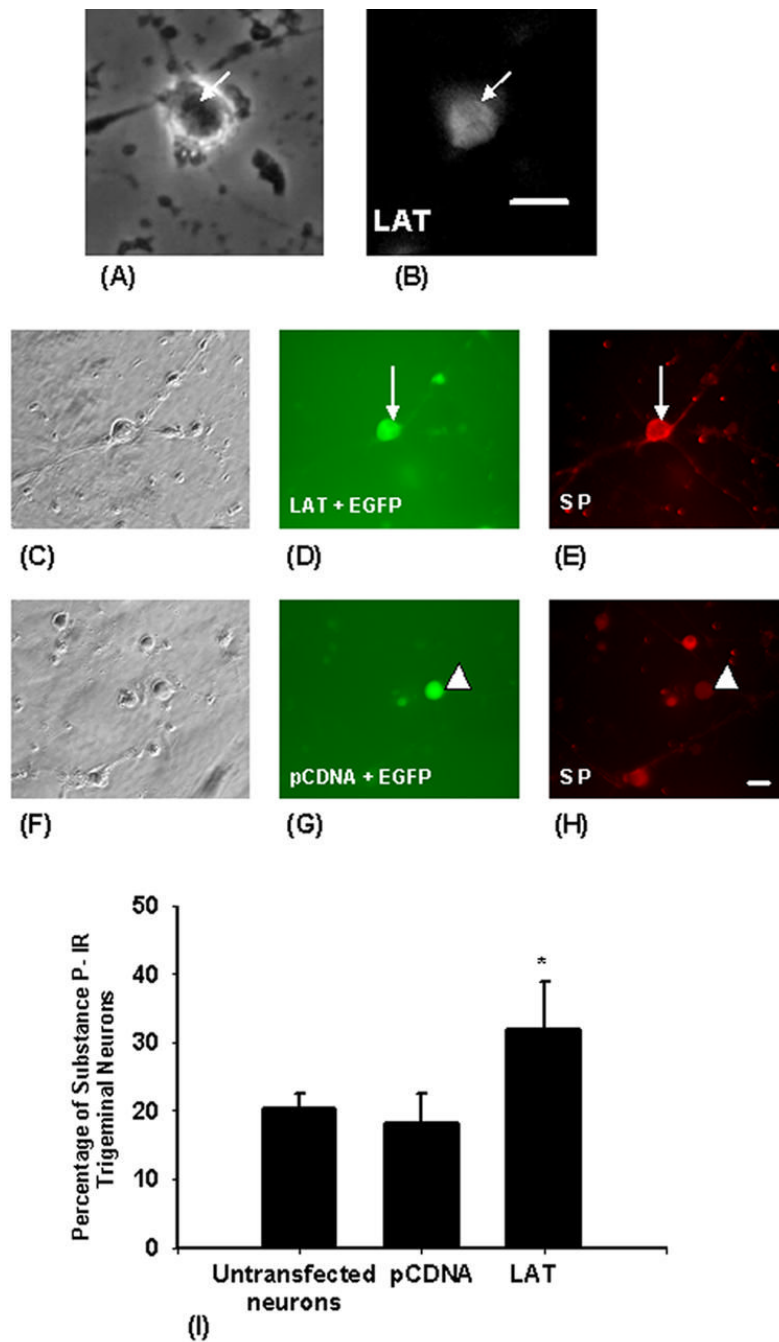 LAT
(A)
(B)
LAT + EGFP
SP
(C)
(D)
(E)
pCDNA + EGFP
SP
(F)
(G)
(H)
Percentage of Substance P - IR
Trigeminal Neurons
50
40
30
20
10
0
*
Untransfected
neurons
pCDNA
LAT
(I)